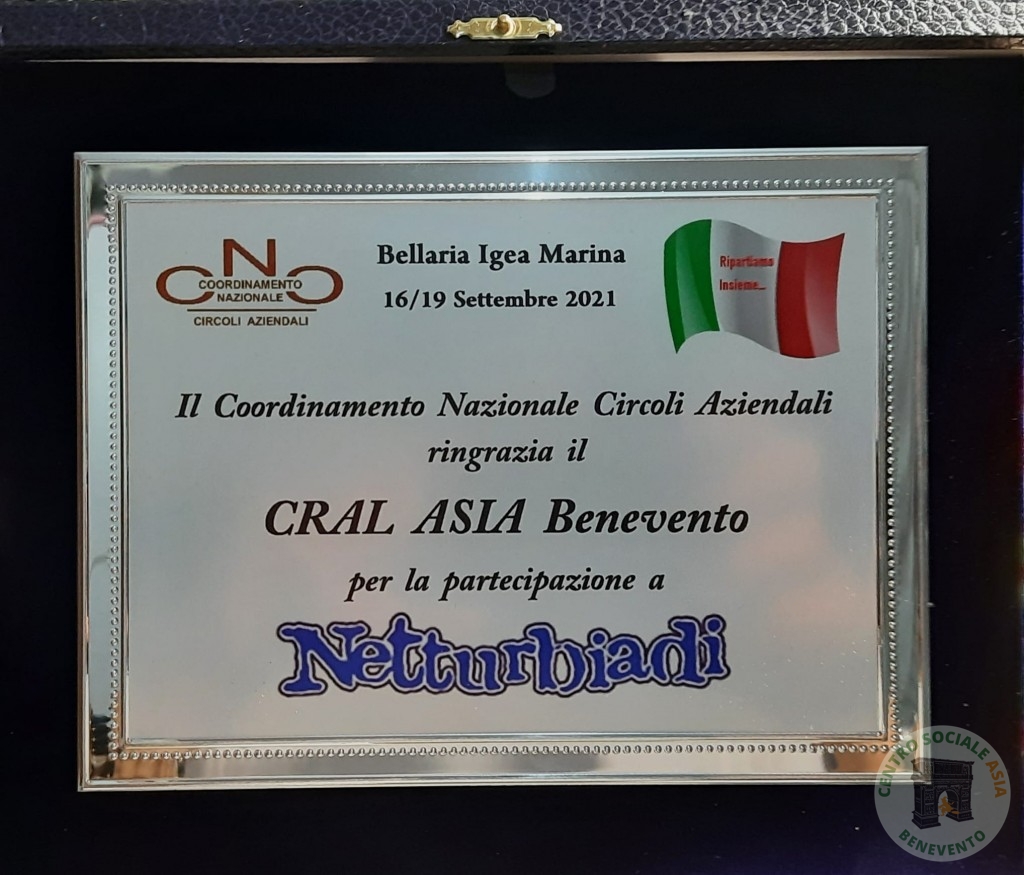 CNC
COORDINAMENTO
NAZIONALE
CIRCOLI AZIENDALI
Bellaria Igea Marina
16/19 Settembre 2021
Ripartiamo
Insieme...
Il Coordinamento Nazionale Circoli Aziendali
ringrazia il
CRAL ASIA Benevento
per la partecipazione a
Netturbiadi
CENTRO SOCIALE ASIA
BENEVENTO